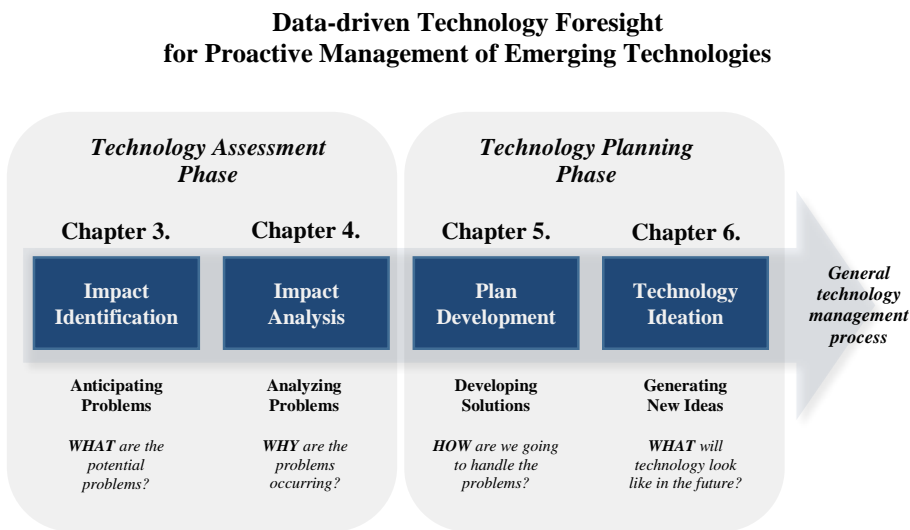 Data-driven Technology Foresight
for Proactive Management of Emerging Technologies
Technology Assessment
Phase
Technology Planning
Phase
Chapter 3.
Chapter 4.
Chapter 5.
Chapter 6.
Impact
Identification
Impact
Analysis
Plan
Development
Technology
Ideation
General
technology
management
process
Anticipating
Problems
Analyzing
Problems
Developing
Solutions
Generating
New Ideas
WHAT are the
potential
problems?
WHY are the
problems
occurring?
HOW are we going
to handle the
problems?
WHAT will
technology look
like in the future?